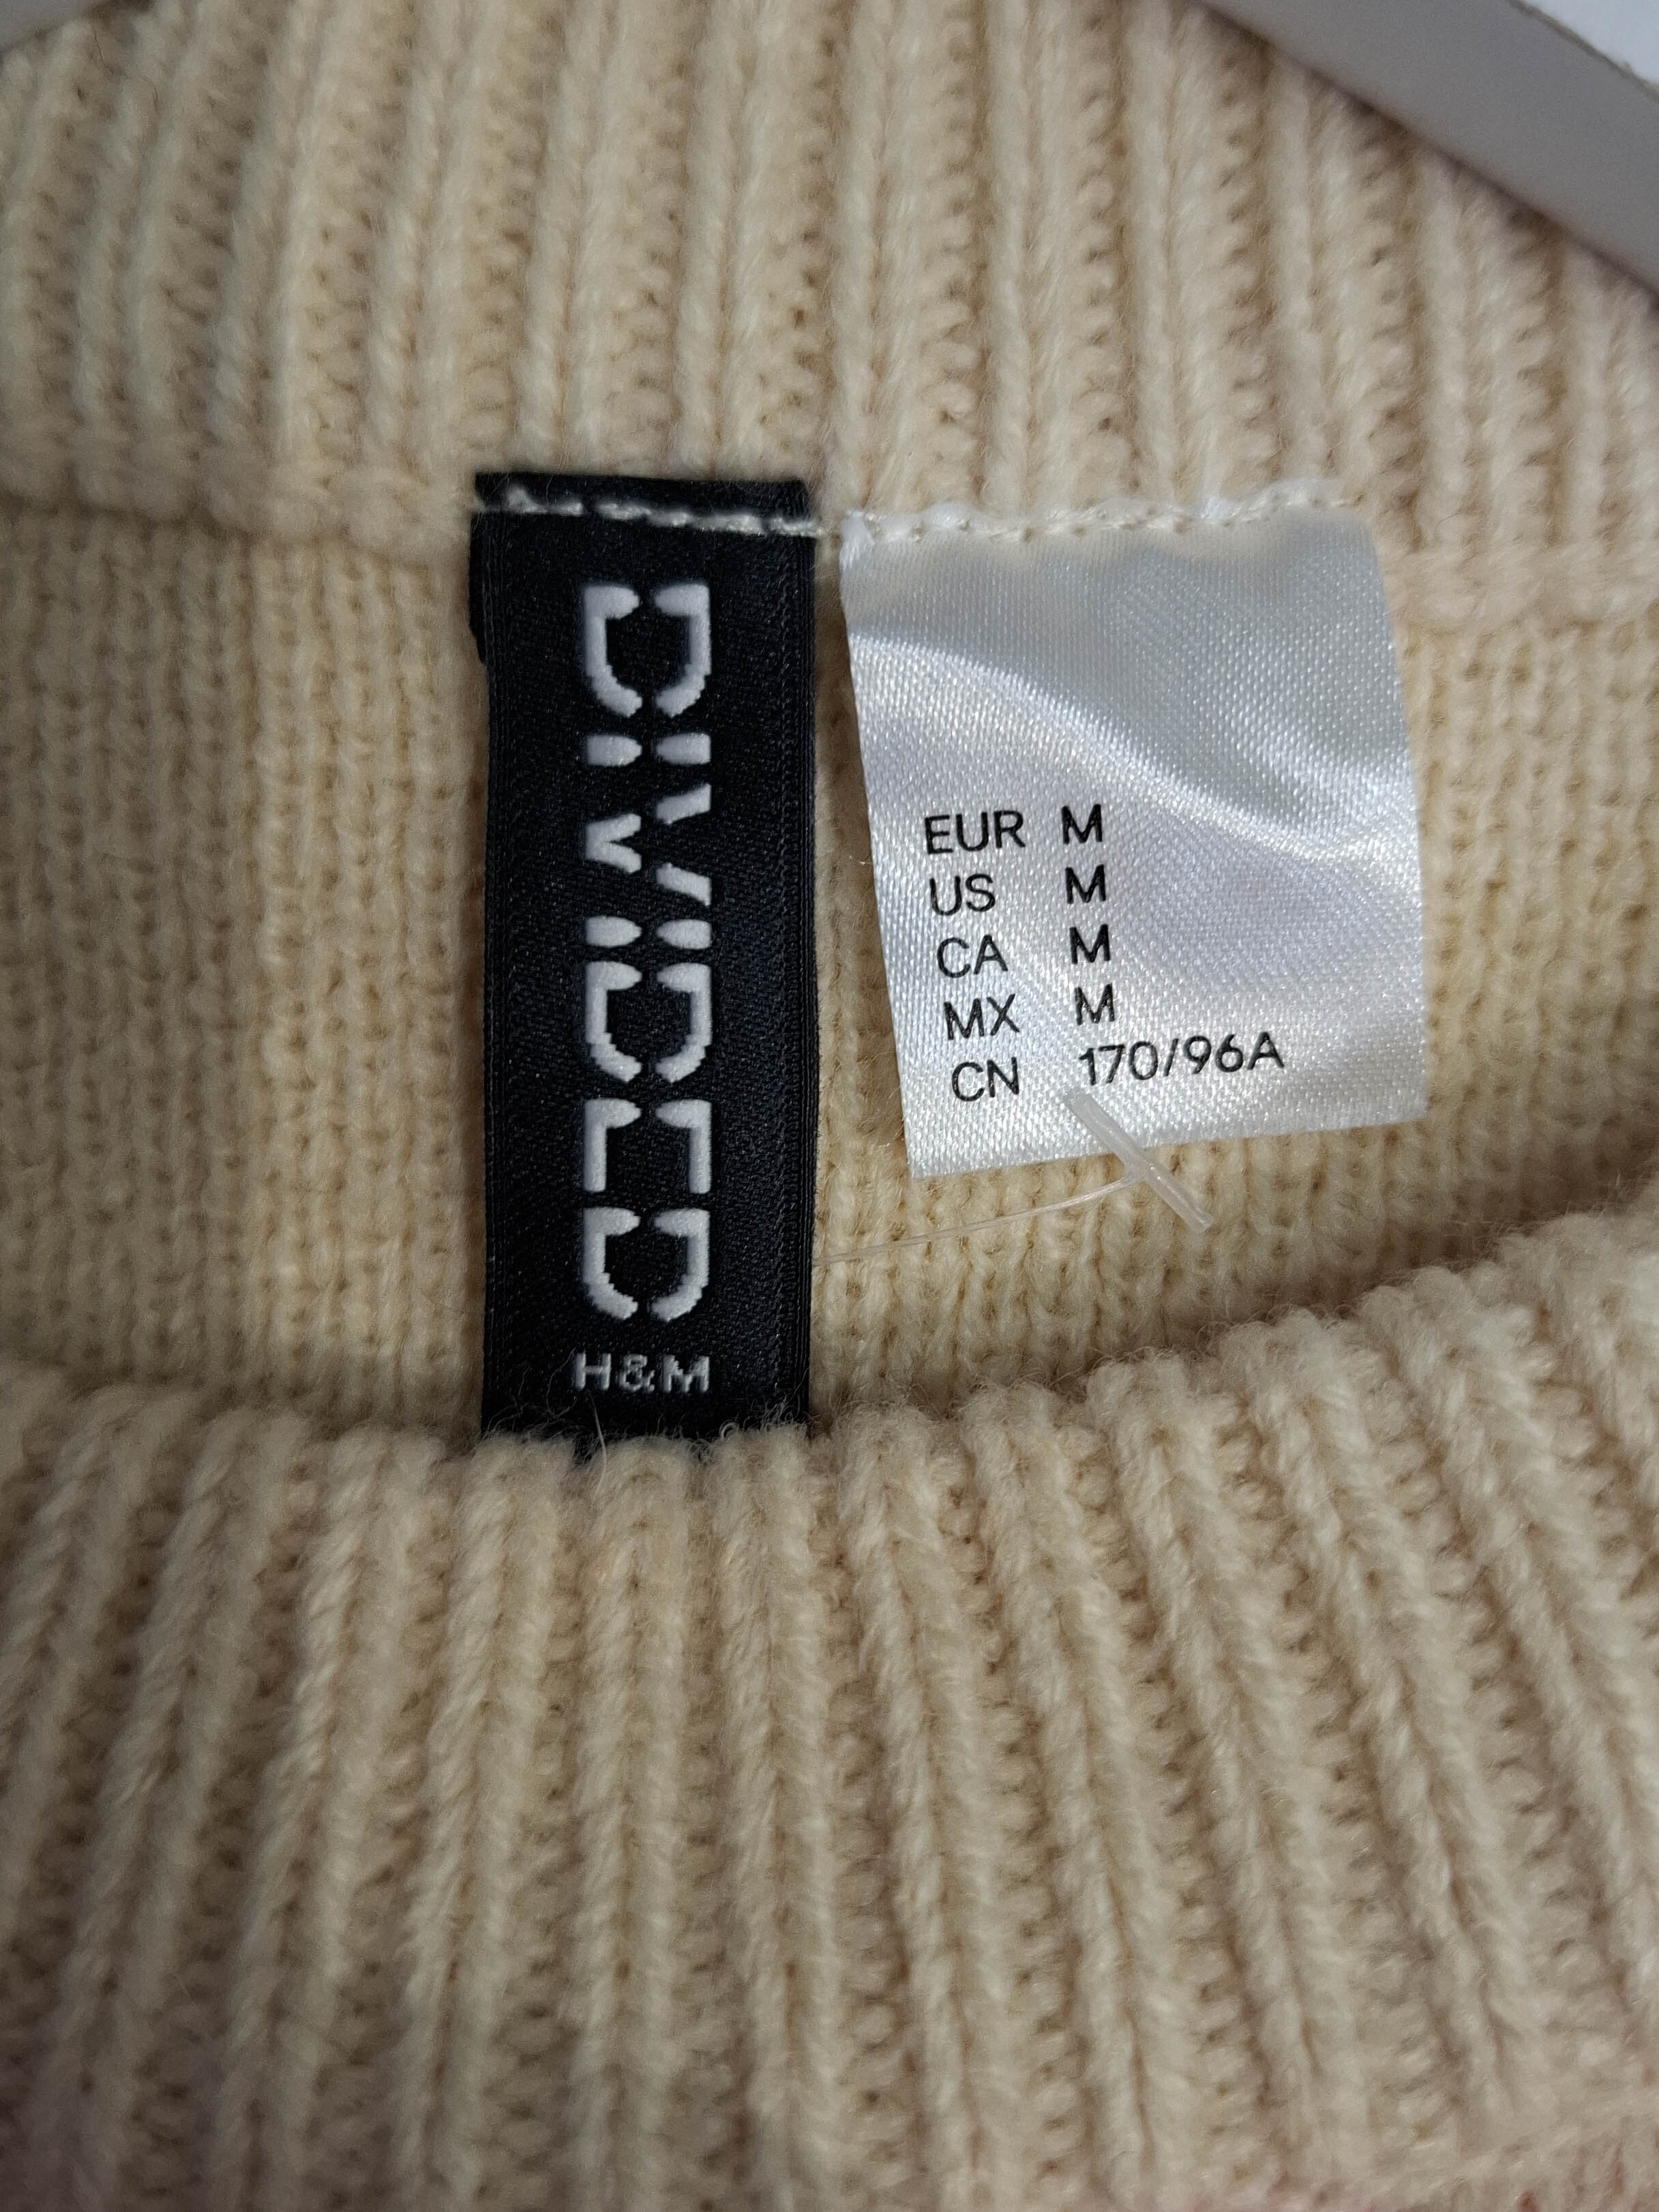 DIVIDED
H&M
EUR M
US M
CA M
MX M
CN 170/96A